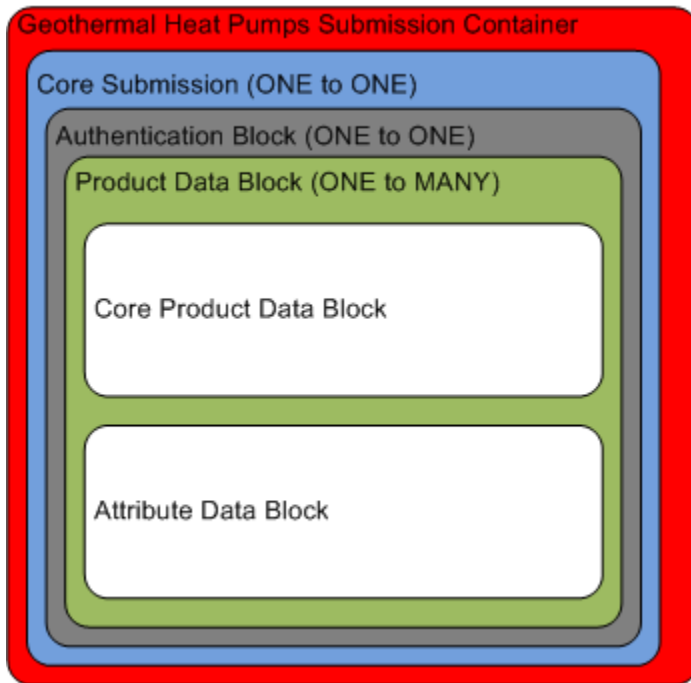 Geothermal Heat Pumps Submission Container
Core Submission (ONE to ONE)
Authentication Block (ONE to ONE)
Product Data Block (ONE to MANY)
Core Product Data Block
Attribute Data Block